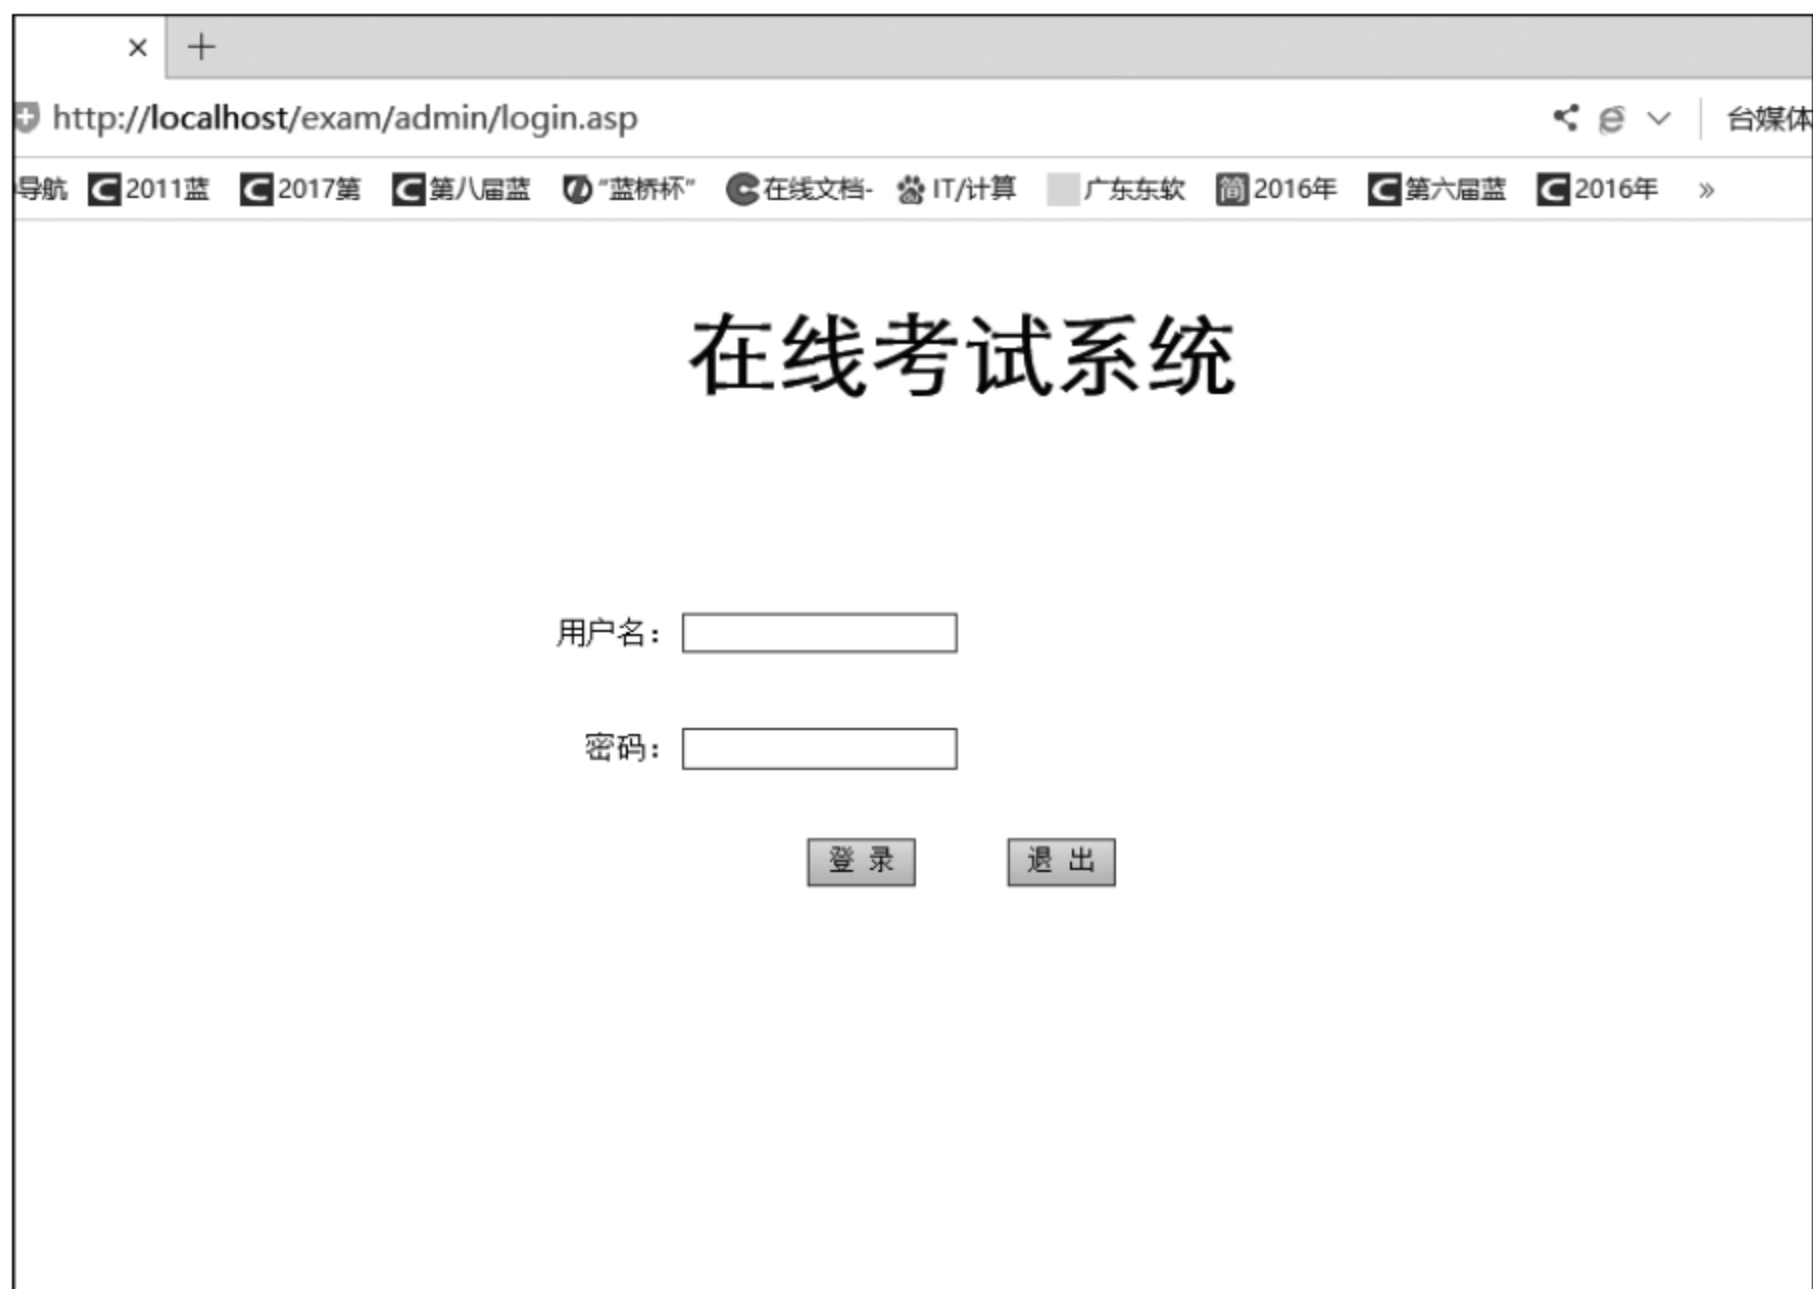 http://localhost/exam/admin/login.asp 台媒体
导航 2011蓝 2017第 第八届蓝 “蓝桥杯” 在线文档- IT/计算 广东东软 简 2016年 第六届蓝 2016年 »
在线考试系统
用户名：
密码：
登 录 退 出